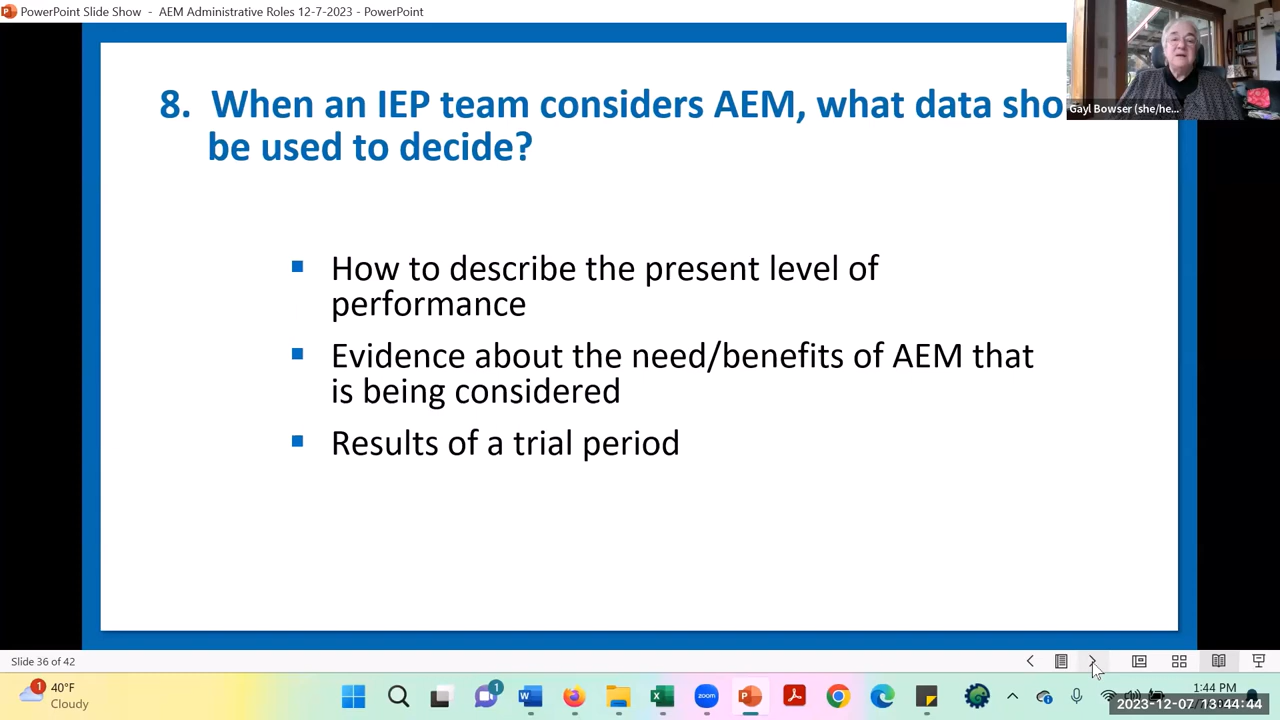 PowerPoint Slide Show - AEM Administrative Roles 12-7-2023 - PowerPoint
Gayl Bowser (she/he...
8. When an IEP team considers AEM, what data sho
be used to decide?
▪ How to describe the present level of
performance
▪ Evidence about the need/benefits of AEM that
is being considered
▪ Results of a trial period
Slide 36 of 42
1
40°F
Cloudy
1
zoom
1:44 PM
2023-12-07 13:44:44